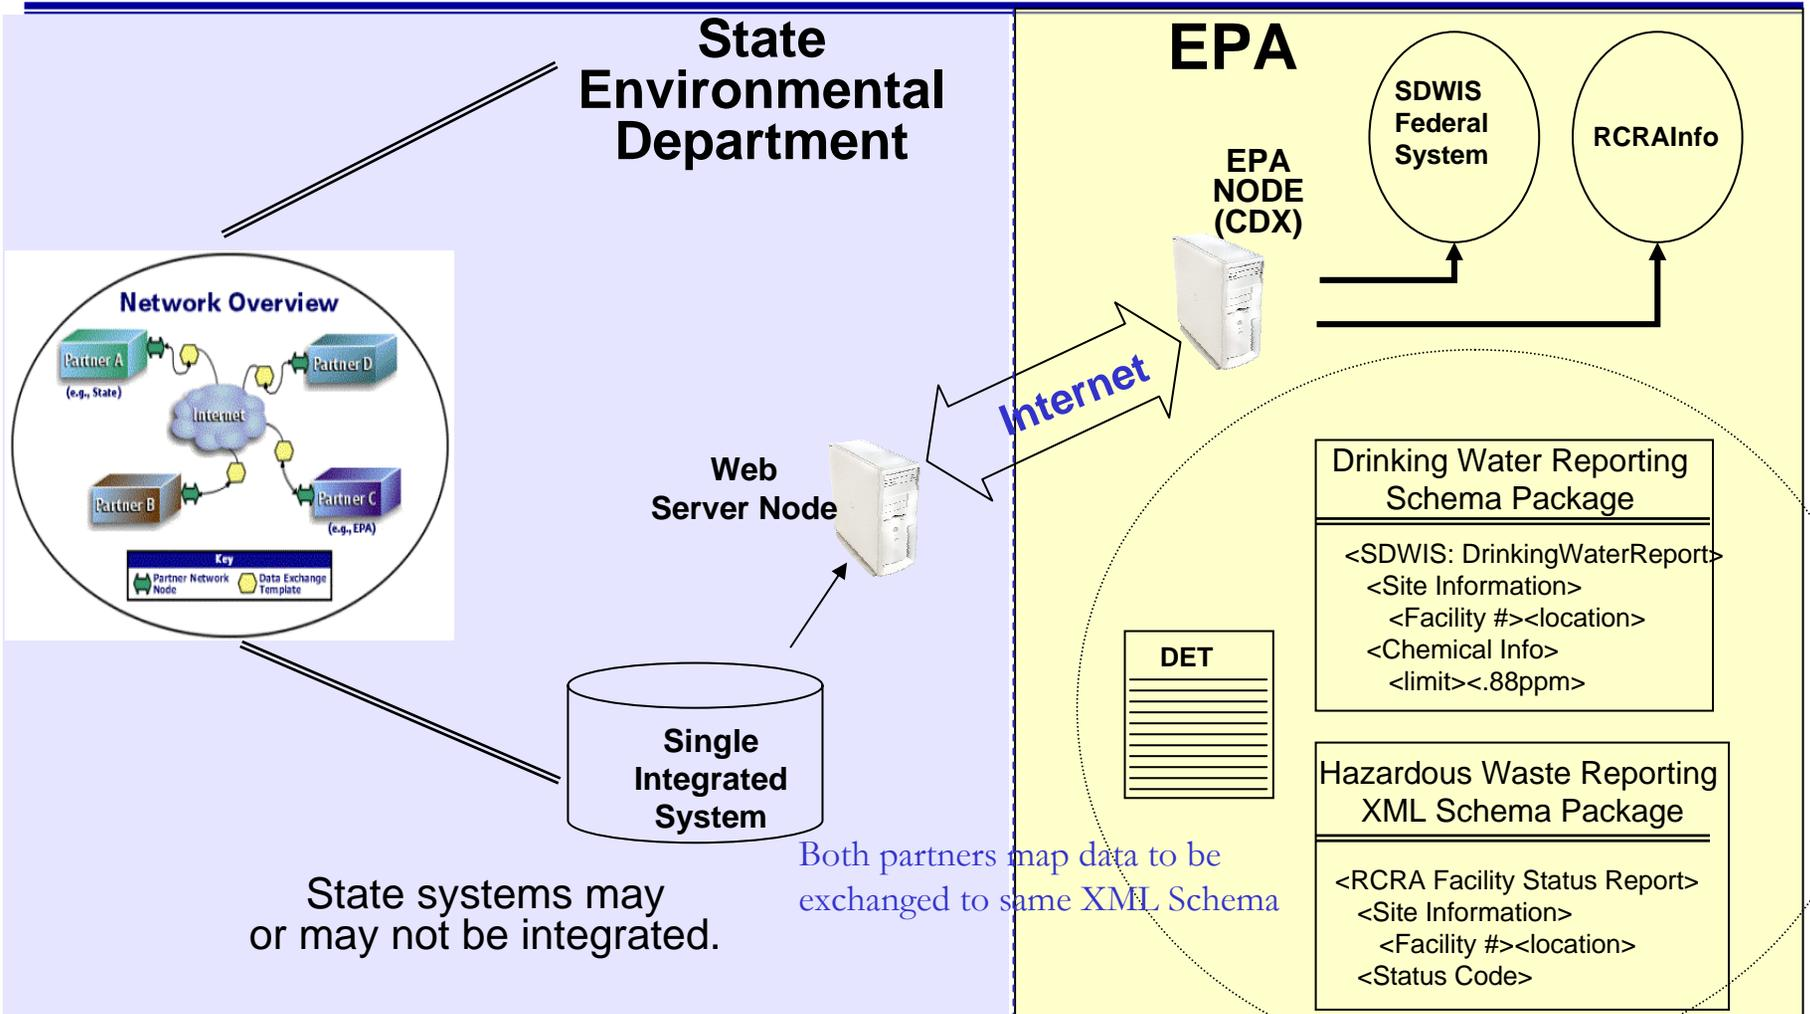 State
Environmental
Department
EPA
SDWIS
Federal
System
RCRAInfo
EPA
NODE
(CDX)
Network Overview
Partner A
(e.g., State)
Partner D
Internet
Partner B
Partner C
(e.g., EPA)
Key
Partner Network
Node
Data Exchange
Template
Internet
Web
Server Node
Single
Integrated
System
State systems may
or may not be integrated.
Both partners map data to be
exchanged to same XML Schema
DET
Drinking Water Reporting
Schema Package
<SDWIS: DrinkingWaterReport>
<Site Information>
<Facility #><location>
<Chemical Info>
<limit><.88ppm>
Hazardous Waste Reporting
XML Schema Package
<RCRA Facility Status Report>
<Site Information>
<Facility #><location>
<Status Code>